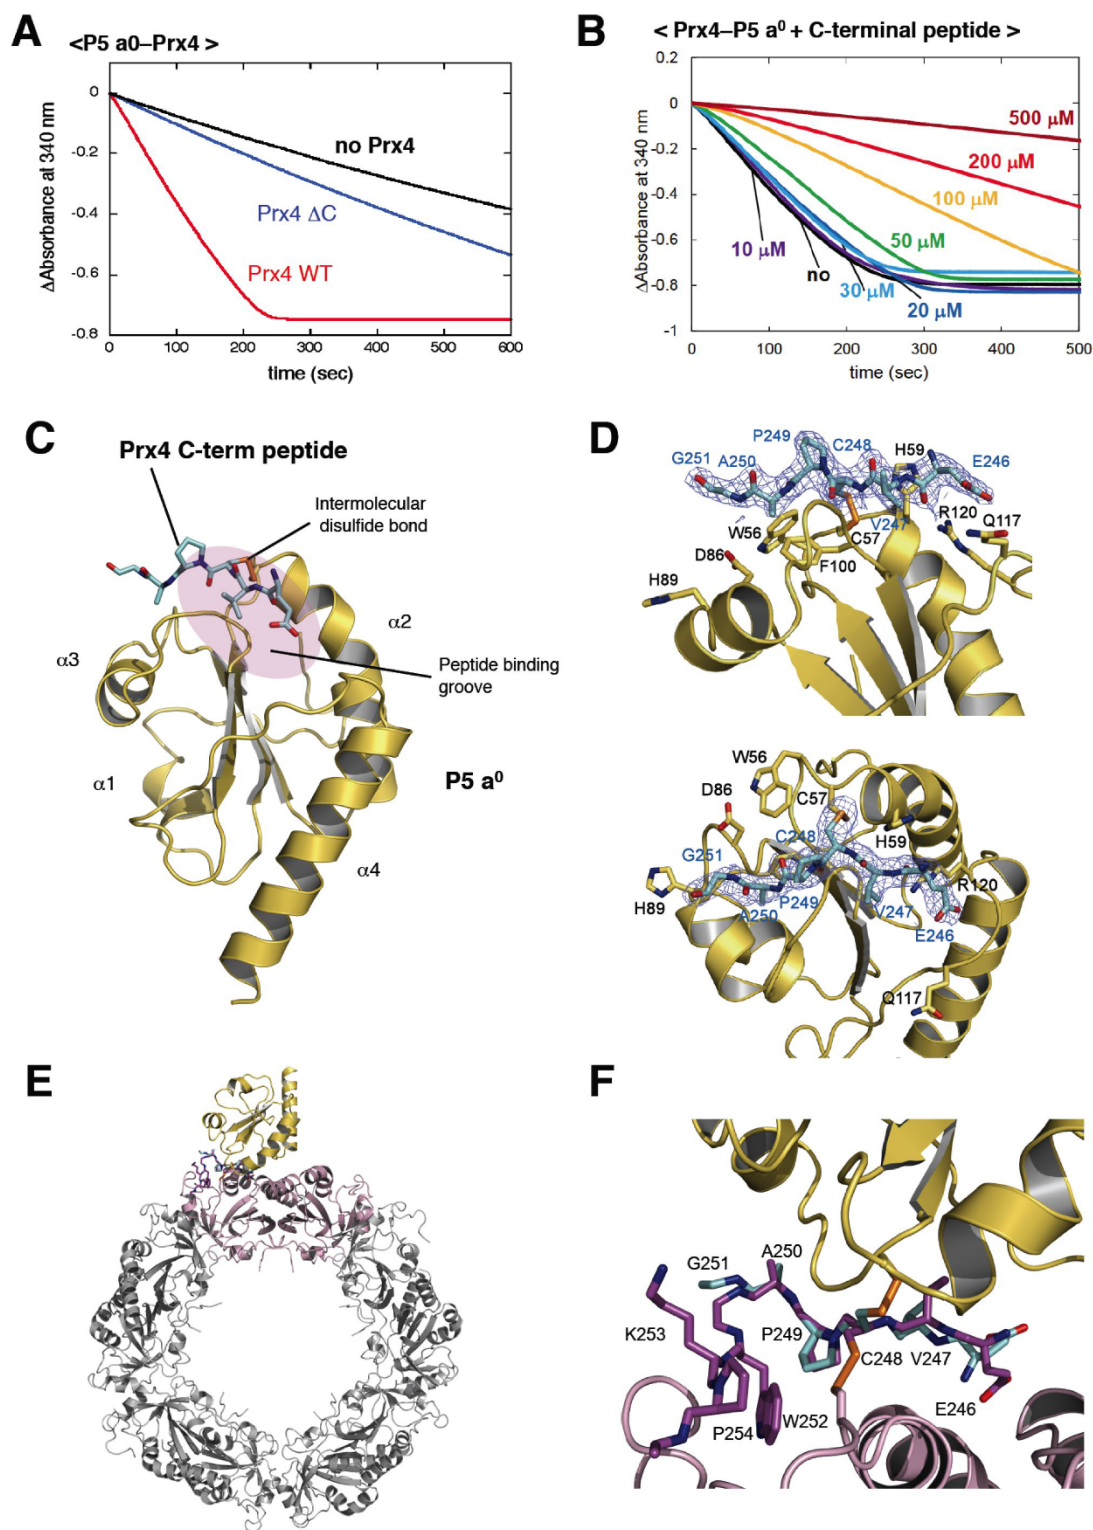 A
<P5 a0–Prx4 >
0
-0.2
-0.4
-0.6
-0.8
ΔAbsorbance at 340 nm
no Prx4
Prx4 ΔC
Prx4 WT
0 100 200 300 400 500 600
time (sec)
B
< Prx4–P5 a⁰ + C-terminal peptide >
0.2
0
-0.2
-0.4
-0.6
-0.8
-1
ΔAbsorbance at 340 nm
500 μM
200 μM
100 μM
50 μM
10 μM
no
30 μM
20 μM
0 100 200 300 400 500
time (sec)
C
Prx4 C-term peptide
Intermolecular
disulfide bond
α2
α3
Peptide binding
groove
α1
P5 a⁰
α4
D
P249
C248
H59
G251
A250
E246
W56
V247
R120
Q117
C57
D86
F100
H89
W56
D86
C57
C248
H59
G251
R120
H89
P249
V247
A250
E246
Q117
E
F
A250
G251
K253
P249
C248
V247
E246
W252
P254